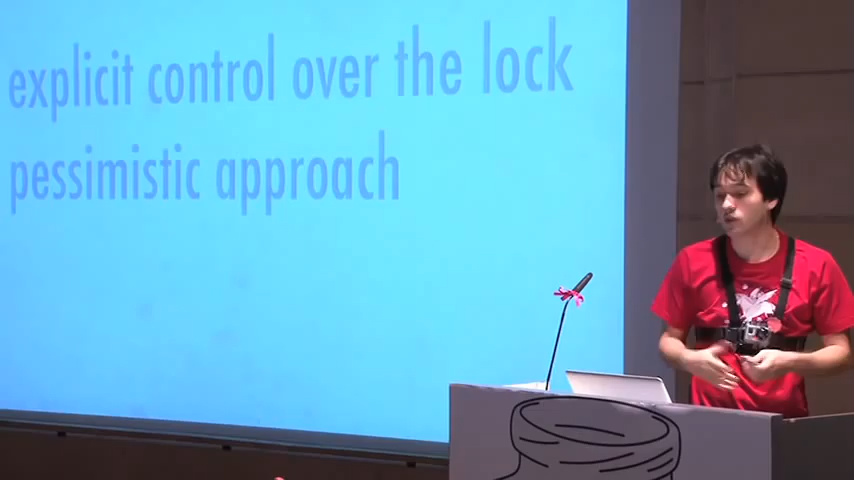 explicit control over the lock
pessimistic approach